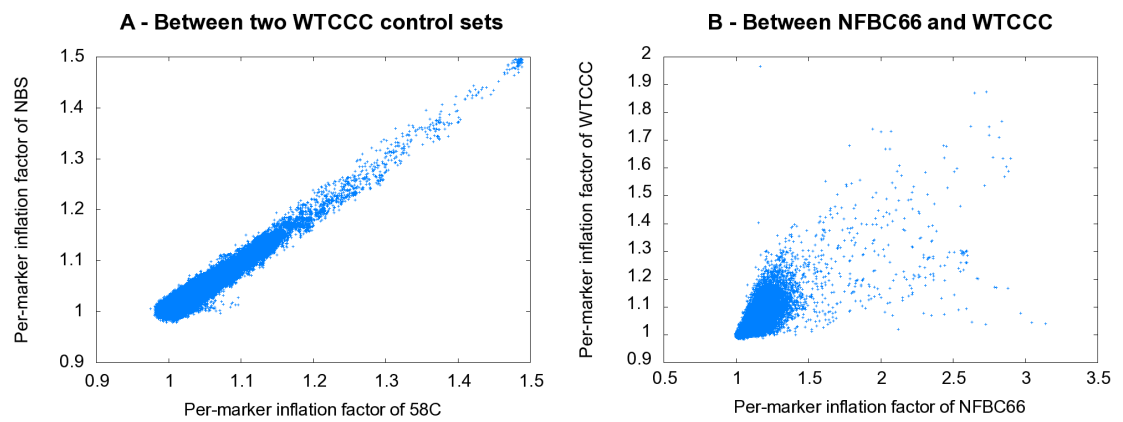 A - Between two WTCCC control sets
Per-marker inflation factor of NBS
1.5
1.4
1.3
1.2
1.1
1
0.9
0.9 1 1.1 1.2 1.3 1.4 1.5
Per-marker inflation factor of 58C
B - Between NFBC66 and WTCCC
Per-marker inflation factor of WTCCC
2
1.9
1.8
1.7
1.6
1.5
1.4
1.3
1.2
1.1
1
0.9
0.5 1 1.5 2 2.5 3 3.5
Per-marker inflation factor of NFBC66